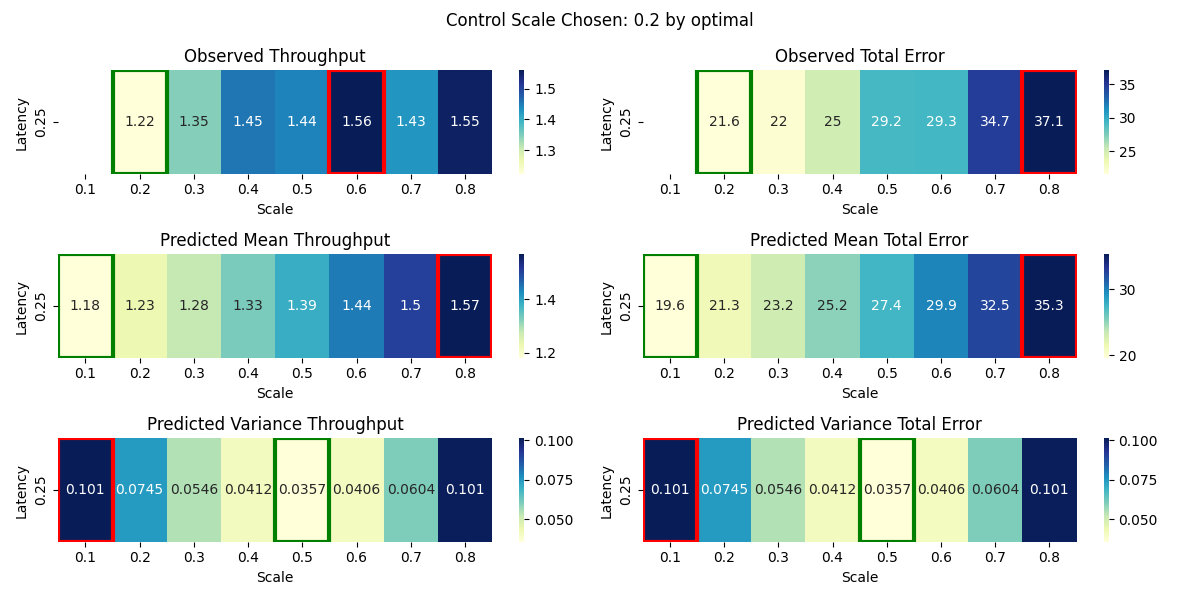 Control Scale Chosen: 0.2 by optimal
Observed Throughput
Latency
0.25
1.22 1.35 1.45 1.44 1.56 1.43 1.55
0.1 0.2 0.3 0.4 0.5 0.6 0.7 0.8
Scale
1.5
1.4
1.3
Observed Total Error
Latency
0.25
21.6 22 25 29.2 29.3 34.7 37.1
0.1 0.2 0.3 0.4 0.5 0.6 0.7 0.8
Scale
35
30
25
Predicted Mean Throughput
Latency
0.25
1.18 1.23 1.28 1.33 1.39 1.44 1.5 1.57
0.1 0.2 0.3 0.4 0.5 0.6 0.7 0.8
Scale
1.4
1.2
Predicted Mean Total Error
Latency
0.25
19.6 21.3 23.2 25.2 27.4 29.9 32.5 35.3
0.1 0.2 0.3 0.4 0.5 0.6 0.7 0.8
Scale
30
20
Predicted Variance Throughput
Latency
0.25
0.101 0.0745 0.0546 0.0412 0.0357 0.0406 0.0604 0.101
0.1 0.2 0.3 0.4 0.5 0.6 0.7 0.8
Scale
0.100
0.075
0.050
Predicted Variance Total Error
Latency
0.25
0.101 0.0745 0.0546 0.0412 0.0357 0.0406 0.0604 0.101
0.1 0.2 0.3 0.4 0.5 0.6 0.7 0.8
Scale
0.100
0.075
0.050